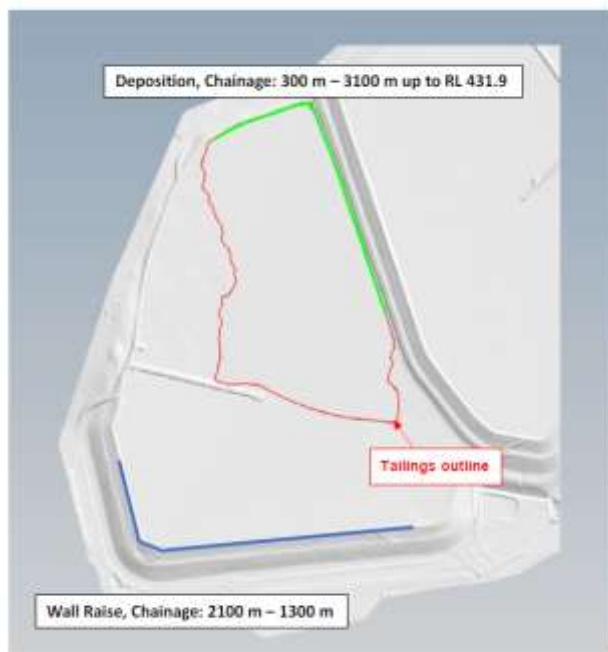 Deposition, Chainage: 300 m – 3100 m up to RL 431.9
Tailings outline
Wall Raise, Chainage: 2100 m – 1300 m